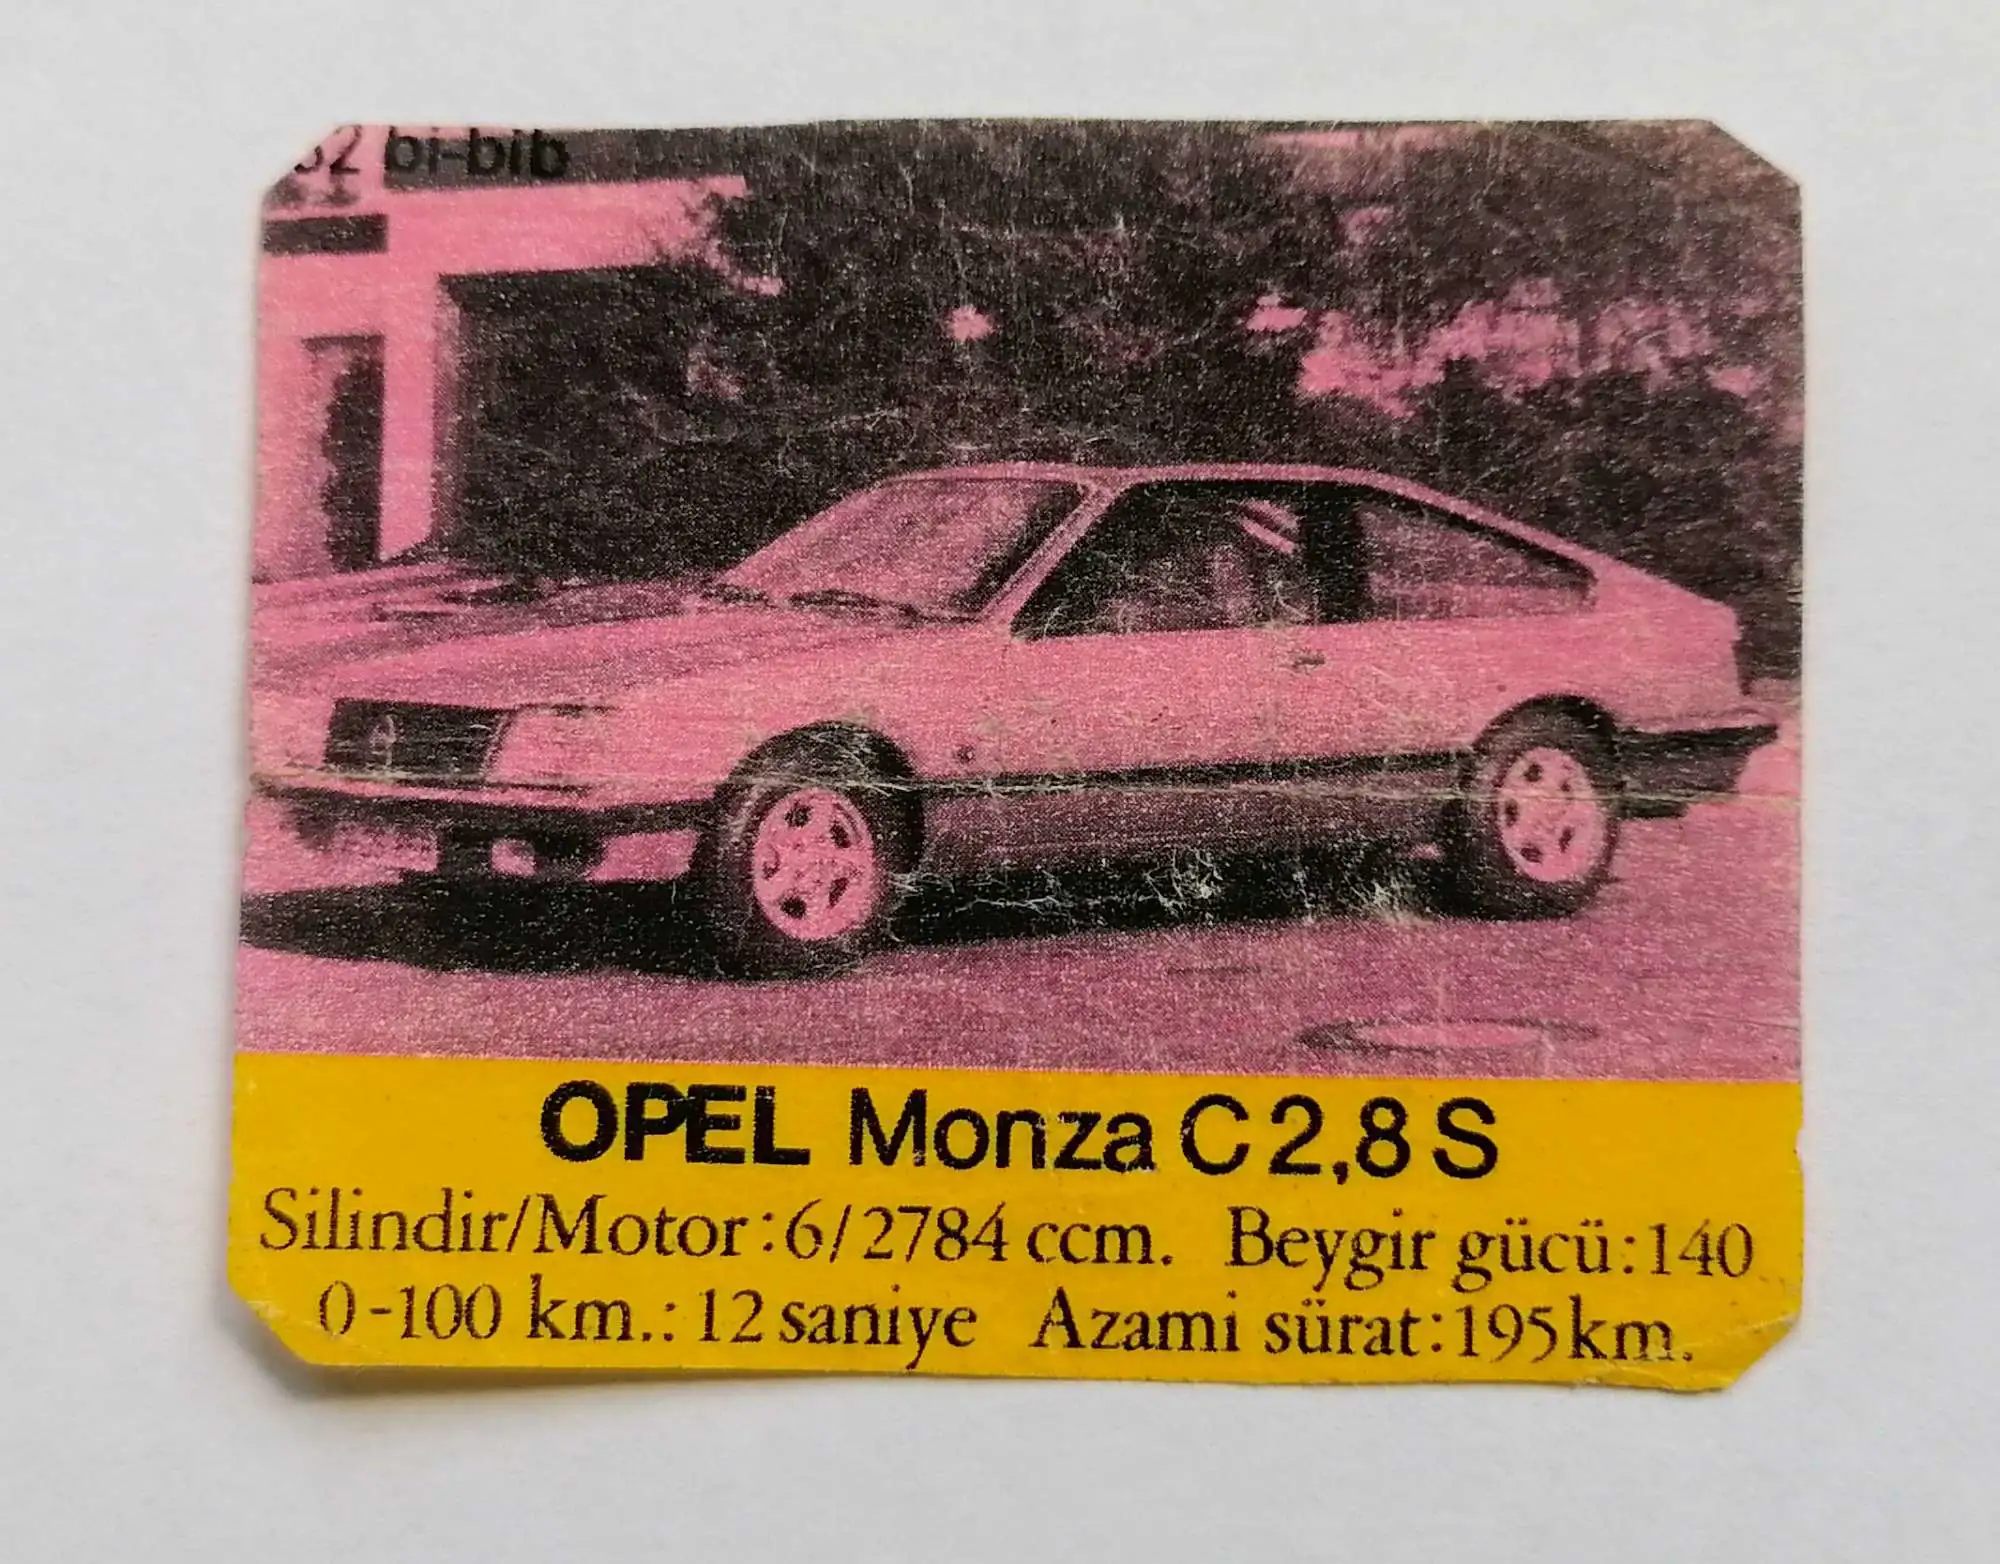 32 bi-bib
OPEL Monza C 2,8 S
Silindir/Motor: 6/2784 ccm. Beygir gücü: 140
0-100 km.: 12 saniye Azami sürat: 195 km.